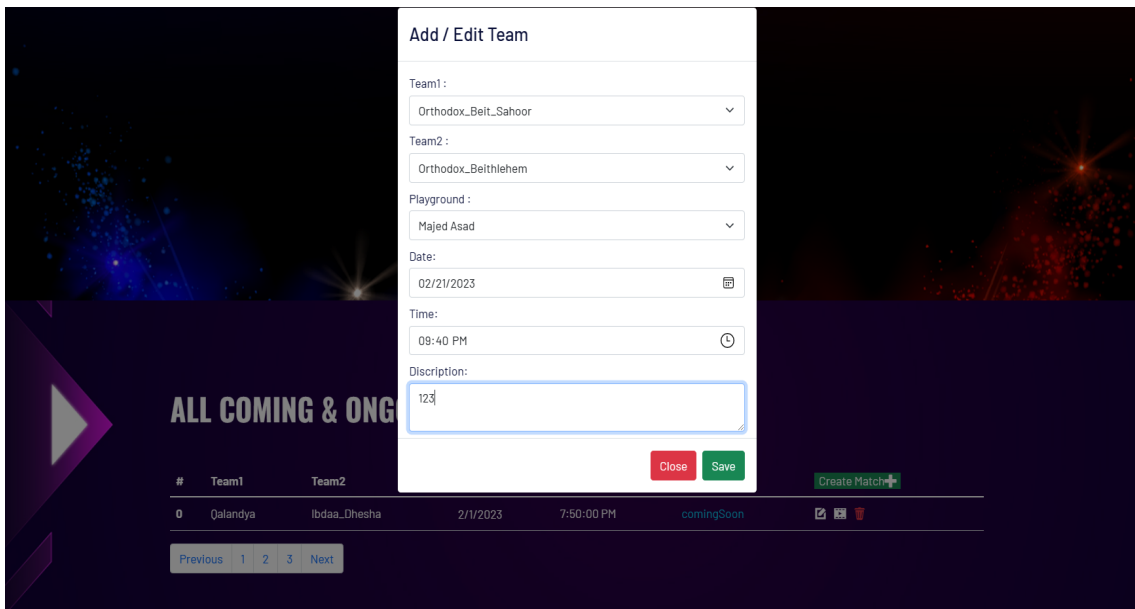 Add / Edit Team
Team1 :
Orthodox_Beit_Sahoor
Team2 :
Orthodox_Beithlehem
Playground :
Majed Asad
Date:
02/21/2023
Time:
09:40 PM
Discription:
123
Close Save
ALL COMING & ONG
# Team1 Team2 Create Match
0 Qalandya Ibdaa_Dhesha 2/1/2023 7:50:00 PM comingSoon
Previous 1 2 3 Next